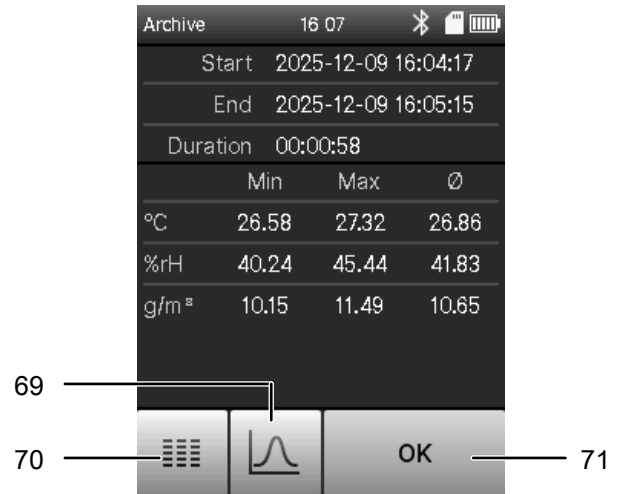 Archive 16 07
Start 2025-12-09 16:04:17
End 2025-12-09 16:05:15
Duration 00:00:58
Min Max Ø
°C 26.58 27.32 26.86
%rH 40.24 45.44 41.83
g/m³ 10.15 11.49 10.65
69
70 OK 71